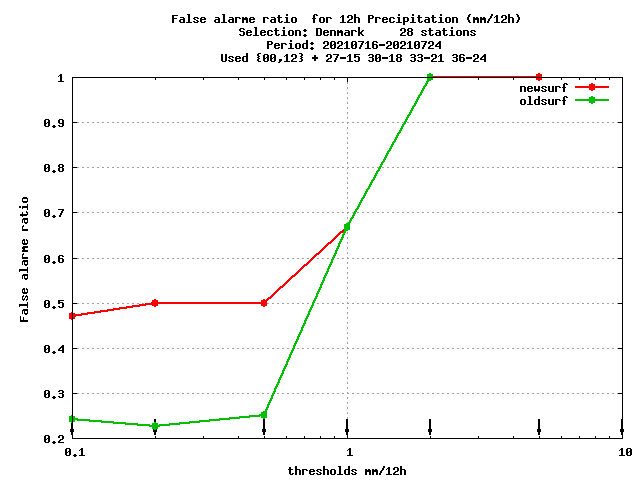 False alarme ratio  for 12h Precipitation (mm/12h)
Selection: Denmark     28 stations
Period: 20210716-20210724
Used {00,12} + 27-15 30-18 33-21 36-24
newsurf
oldsurf
1
0.9
0.8
0.7
0.6
0.5
0.4
0.3
0.2
False alarme ratio
0.1 1 10
thresholds mm/12h